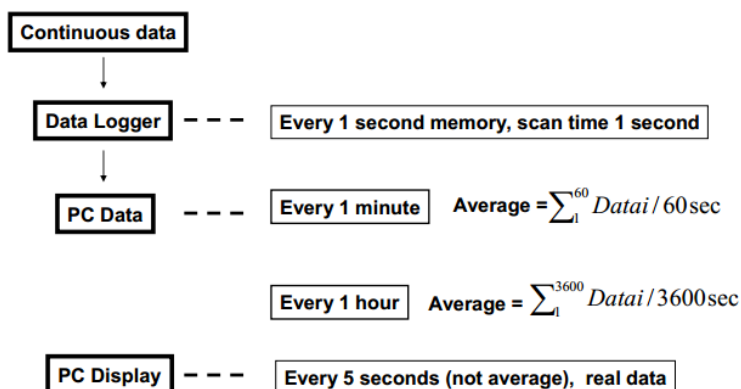 Continuous data
Data Logger
Every 1 second memory, scan time 1 second
PC Data
Every 1 minute Average =∑₁⁶⁰ Datai / 60sec
Every 1 hour Average = ∑₁³⁶⁰⁰ Datai / 3600sec
PC Display
Every 5 seconds (not average), real data